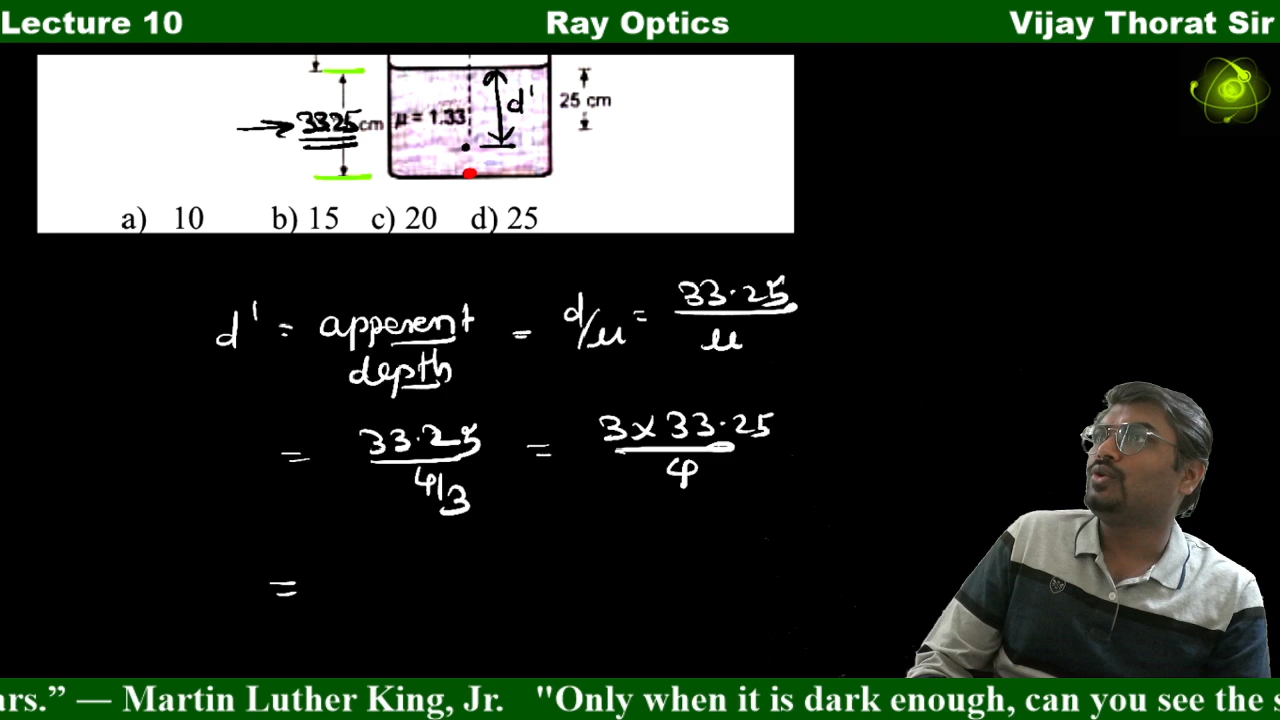 Lecture 10 Ray Optics Vijay Thorat Sir
d' 25 cm
33.25 cm μ = 1.33
a) 10 b) 15 c) 20 d) 25
d' = apperent depth = d/μ = 33.25/μ
= 33.25/4/3 = 3 x 33.25/4
=
ars.” — Martin Luther King, Jr. "Only when it is dark enough, can you see the s